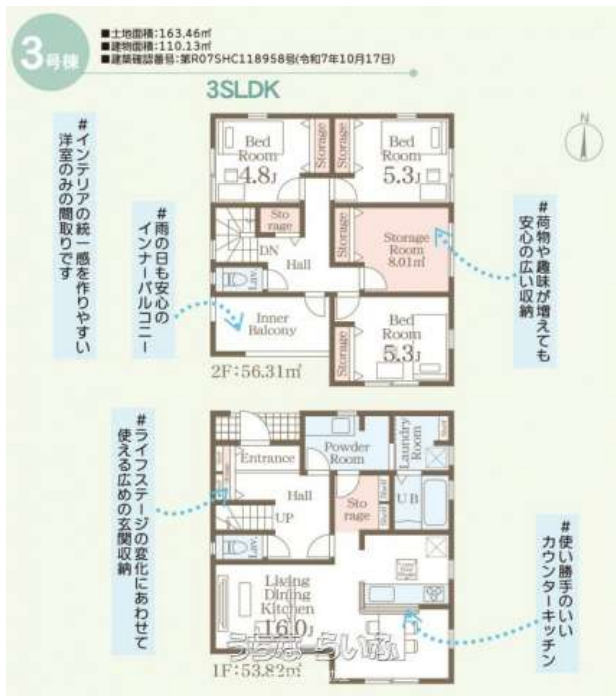 3号棟
■土地面積:163.46㎡
■建物面積:110.13㎡
■建築確認番号:第R07SHC118958号(令和7年10月17日)
3SLDK
N
#インテリアの統一感を作りやすい
洋室のみの間取りです
#雨の日も安心の
インナーバルコニー
#荷物や趣味が増えても
安心の広い収納
Bed
Room
4.8J
Storage
Storage
Bed
Room
5.3J
Sto
rage
DN
Hall
Lav.
Storage
Storage
Room
8.01㎡
Inner
Balcony
Storage
Bed
Room
5.3J
2F:56.31㎡
#ライフステージの変化にあわせて
使える広めの玄関収納
Entrance
Powder
Room
Laundry
Room
Shelf
Hall
UP
Lav.
Sto
rage
Shelf
Shelf
UB
Living
Dining
Kitchen
16.0J
#使い勝手のいい
カウンターキッチン
うちなーらいふ
1F:53.82㎡